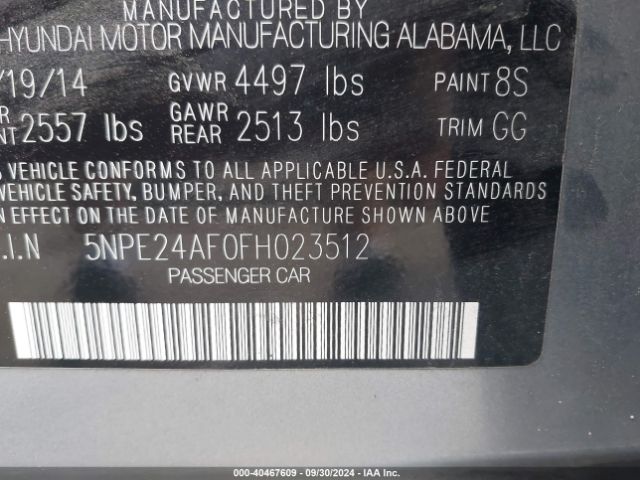 MANUFACTURED BY
HYUNDAI MOTOR MANUFACTURING ALABAMA, LLC
/19/14 GVWR 4497 lbs PAINT 8S
2557 lbs GAWR REAR 2513 lbs TRIM GG
VEHICLE CONFORMS TO ALL APPLICABLE U.S.A. FEDERAL
VEHICLE SAFETY, BUMPER, AND THEFT PREVENTION STANDARDS
N EFFECT ON THE DATE OF MANUFACTURE SHOWN ABOVE
.I.N 5NPE24AF0FH023512
PASSENGER CAR
000-40467609 - 09/30/2024 - IAA Inc.